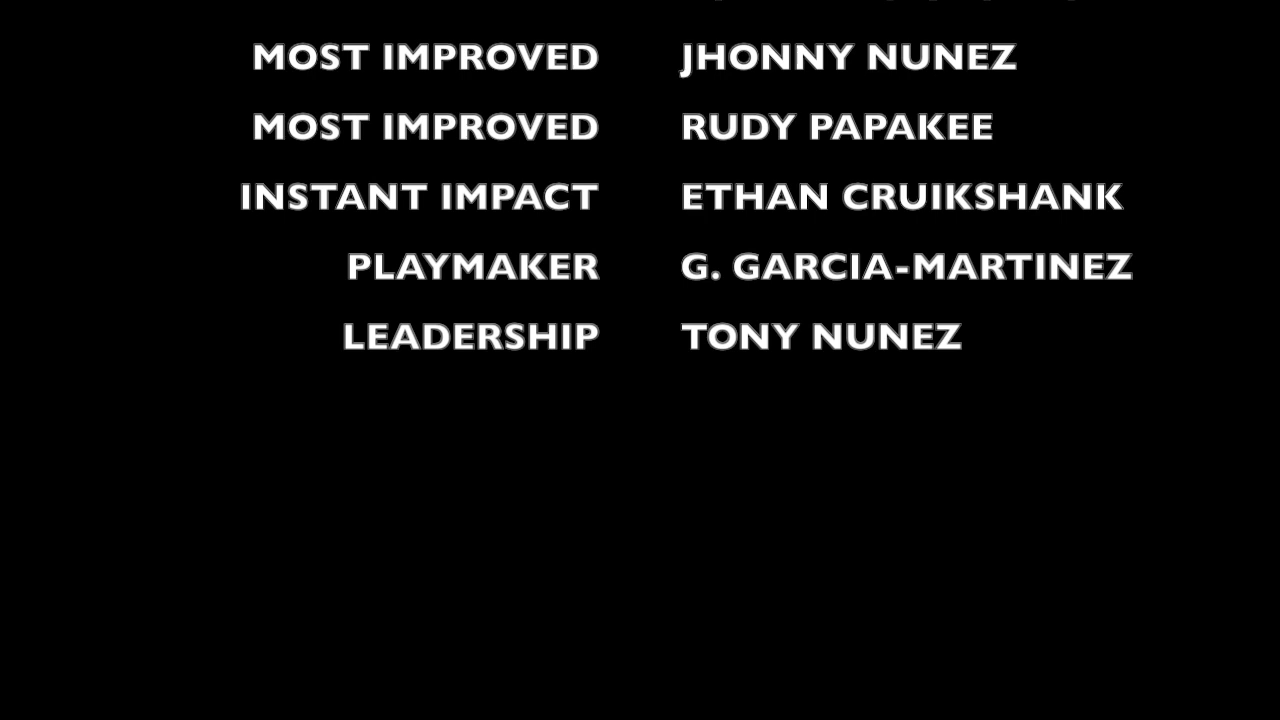 MOST IMPROVED JHONNY NUNEZ
MOST IMPROVED RUDY PAPAKEE
INSTANT IMPACT ETHAN CRUIKSHANK
PLAYMAKER G. GARCIA-MARTINEZ
LEADERSHIP TONY NUNEZ